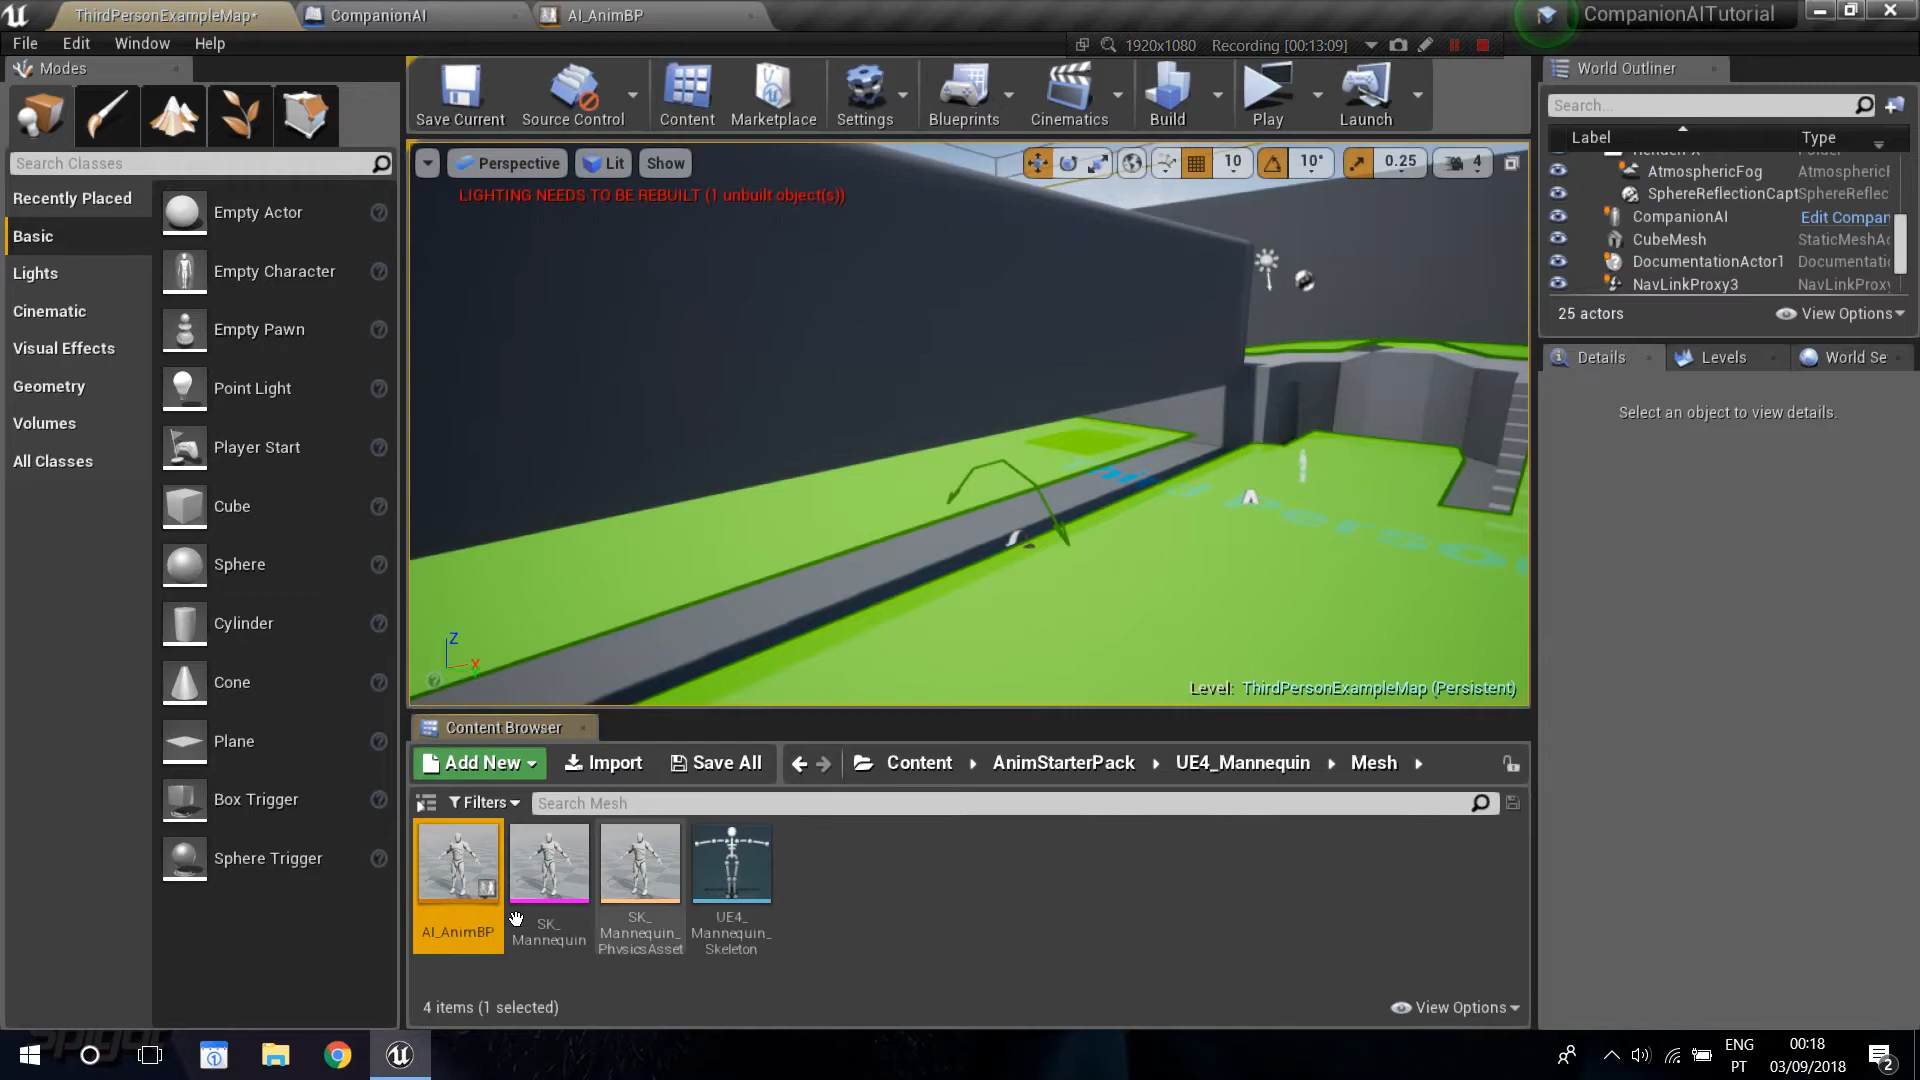 ThirdPersonExampleMap*
CompanionAI
AI_AnimBP
CompanionAITutorial
File Edit Window Help
1920x1080 Recording [00:13:09]
Modes
Search Classes
Recently Placed
Basic
Lights
Cinematic
Visual Effects
Geometry
Volumes
All Classes
Empty Actor
Empty Character
Empty Pawn
Point Light
Player Start
Cube
Sphere
Cylinder
Cone
Plane
Box Trigger
Sphere Trigger
Save Current
Source Control
Content
Marketplace
Settings
Blueprints
Cinematics
Build
Play
Launch
Perspective Lit Show
10 10° 0.25 4
LIGHTING NEEDS TO BE REBUILT (1 unbuilt object(s))
Z
X
Level: ThirdPersonExampleMap (Persistent)
World Outliner
Search...
Label Type
AtmosphericFog Atmospheric
SphereReflectionCapt SphereReflec
CompanionAI Edit Compan
CubeMesh StaticMeshAc
DocumentationActor1 Documentati
NavLinkProxy3 NavLinkProxy
25 actors View Options
Details Levels World Se
Select an object to view details.
Content Browser
Add New Import Save All Content AnimStarterPack UE4_Mannequin Mesh
Filters Search Mesh
AI_AnimBP
SK_
Mannequin
SK_
Mannequin_
PhysicsAsset
UE4_
Mannequin_
Skeleton
4 items (1 selected) View Options
ENG
PT
00:18
03/09/2018
2